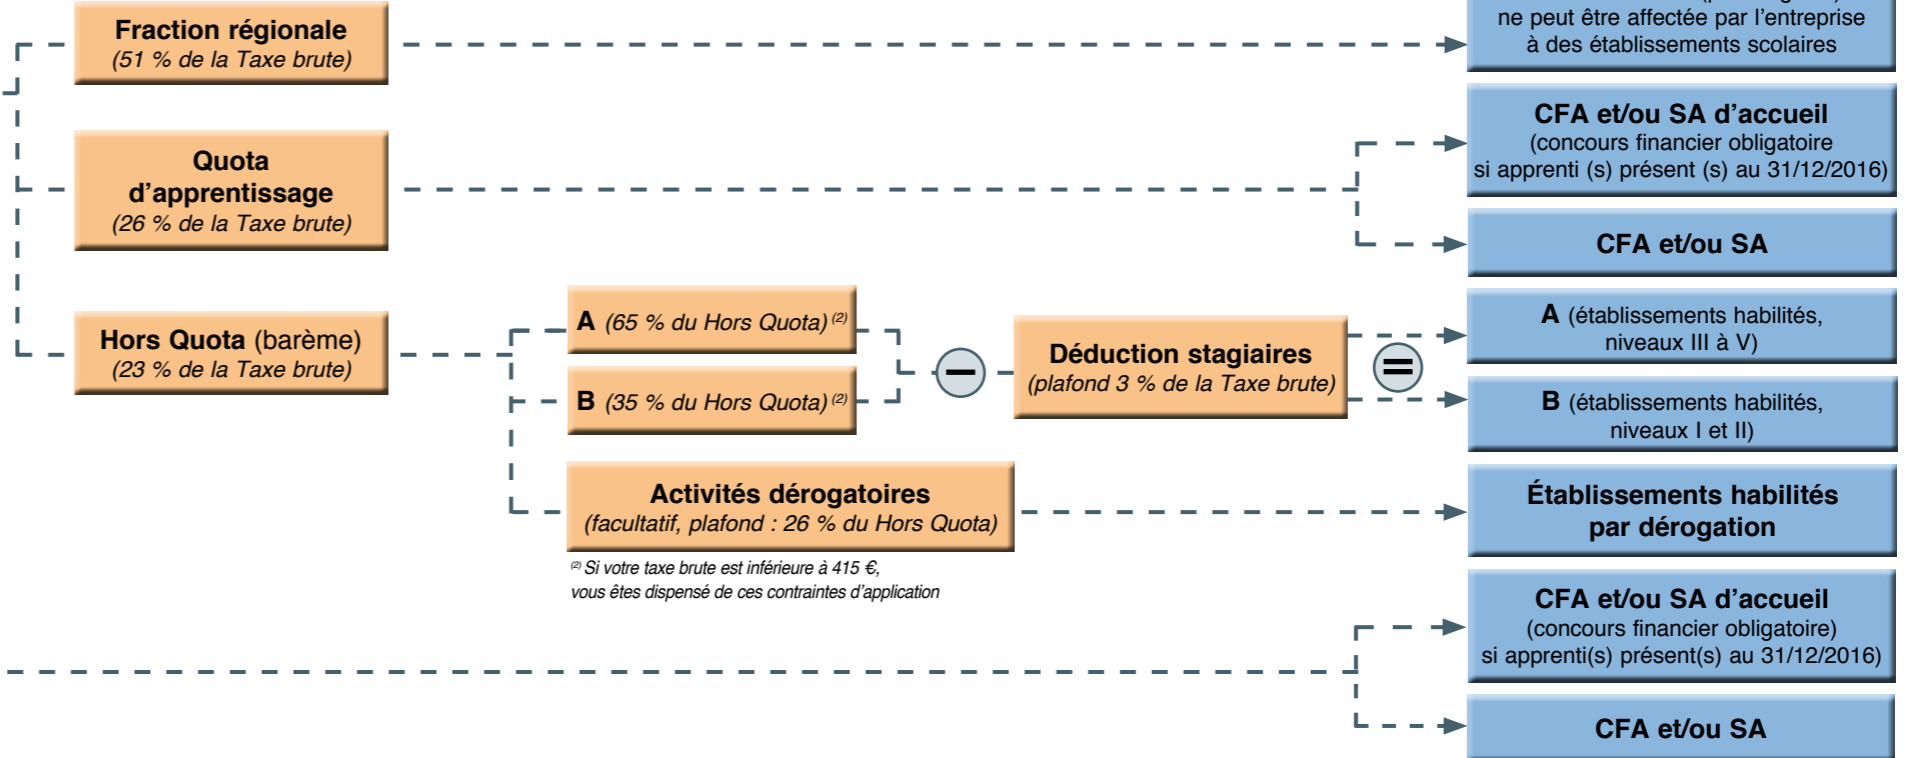 Fraction régionale
(51 % de la Taxe brute)
ne peut être affectée par l'entreprise
à des établissements scolaires
Quota
d'apprentissage
(26 % de la Taxe brute)
CFA et/ou SA d'accueil
(concours financier obligatoire
si apprenti (s) présent (s) au 31/12/2016)
CFA et/ou SA
Hors Quota (barème)
(23 % de la Taxe brute)
A (65 % du Hors Quota) (2)
B (35 % du Hors Quota) (2)
Déduction stagiaires
(plafond 3 % de la Taxe brute)
A (établissements habilités,
niveaux III à V)
B (établissements habilités,
niveaux I et II)
Activités dérogatoires
(facultatif, plafond : 26 % du Hors Quota)
Établissements habilités
par dérogation
(2) Si votre taxe brute est inférieure à 415 €,
vous êtes dispensé de ces contraintes d'application
CFA et/ou SA d'accueil
(concours financier obligatoire)
si apprenti(s) présent(s) au 31/12/2016)
CFA et/ou SA